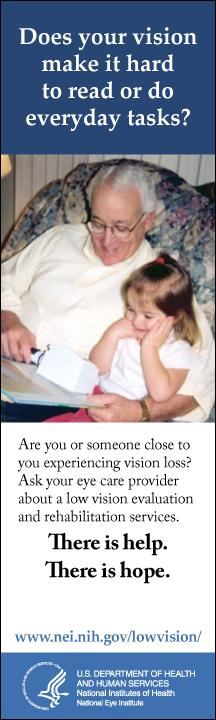 Does your vision
make it hard
to read or do
everyday tasks?
Are you or someone close to
you experiencing vision loss?
Ask your eye care provider
about a low vision evaluation
and rehabilitation services.
There is help.
There is hope.
www.nei.nih.gov/lowvision/
U.S. DEPARTMENT OF HEALTH
AND HUMAN SERVICES
National Institutes of Health
National Eye Institute